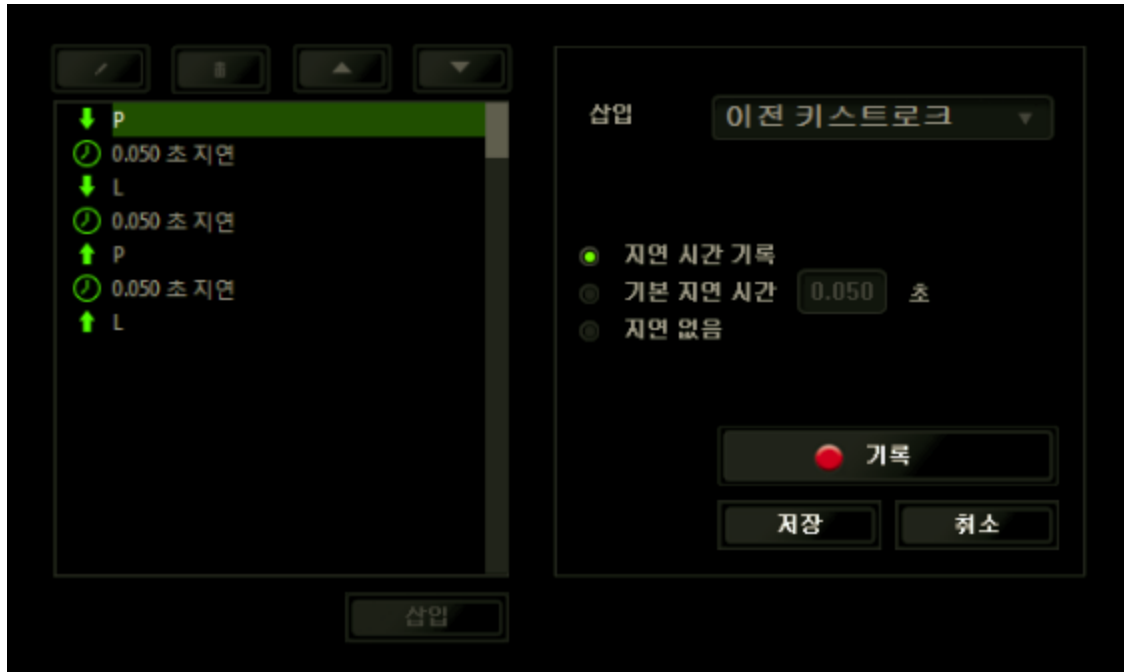 P
0.050 초 지연
L
0.050 초 지연
P
0.050 초 지연
L
삽입
삽입 이전 키스트로크
지연 시간 기록
기본 지연 시간 0.050 초
지연 없음
기록
저장 취소